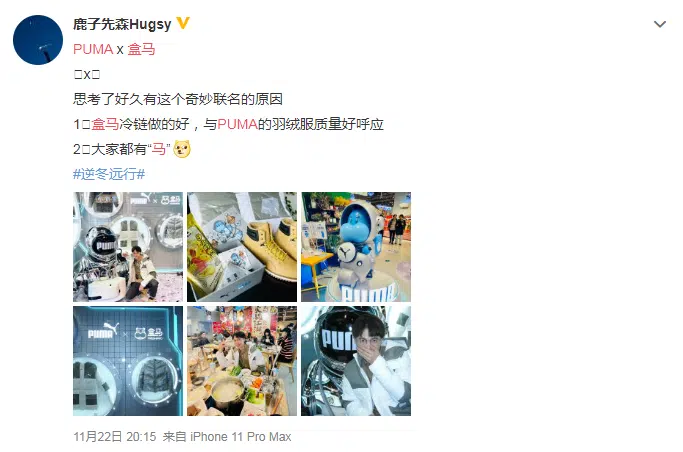 鹿子先森Hugsy
PUMA x 盒马
▯x▯
思考了好久有这个奇妙联名的原因
1▯盒马冷链做的好，与PUMA的羽绒服质量好呼应
2▯大家都有“马”
#逆冬远行#
PUMA x 盒马
PUMA
PUMA
PUMA x 盒马
PUMA
11月22日 20:15 来自 iPhone 11 Pro Max